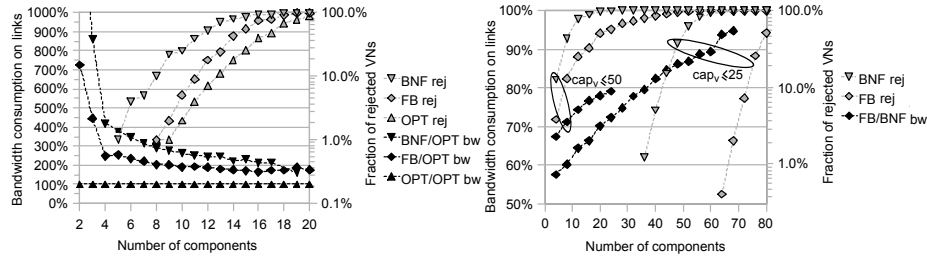 1000%
900%
800%
700%
600%
500%
400%
300%
200%
100%
0%
Bandwidth consumption on links
2 4 6 8 10 12 14 16 18 20
Number of components
100.0%
10.0%
1.0%
0.1%
Fraction of rejected VNs
BNF rej
FB rej
OPT rej
BNF/OPT bw
FB/OPT bw
OPT/OPT bw
100%
90%
80%
70%
60%
50%
Bandwidth consumption on links
cap_v ≤50
cap_v ≤25
0 10 20 30 40 50 60 70 80
Number of components
100.0%
10.0%
1.0%
Fraction of rejected VNs
BNF rej
FB rej
FB/BNF bw